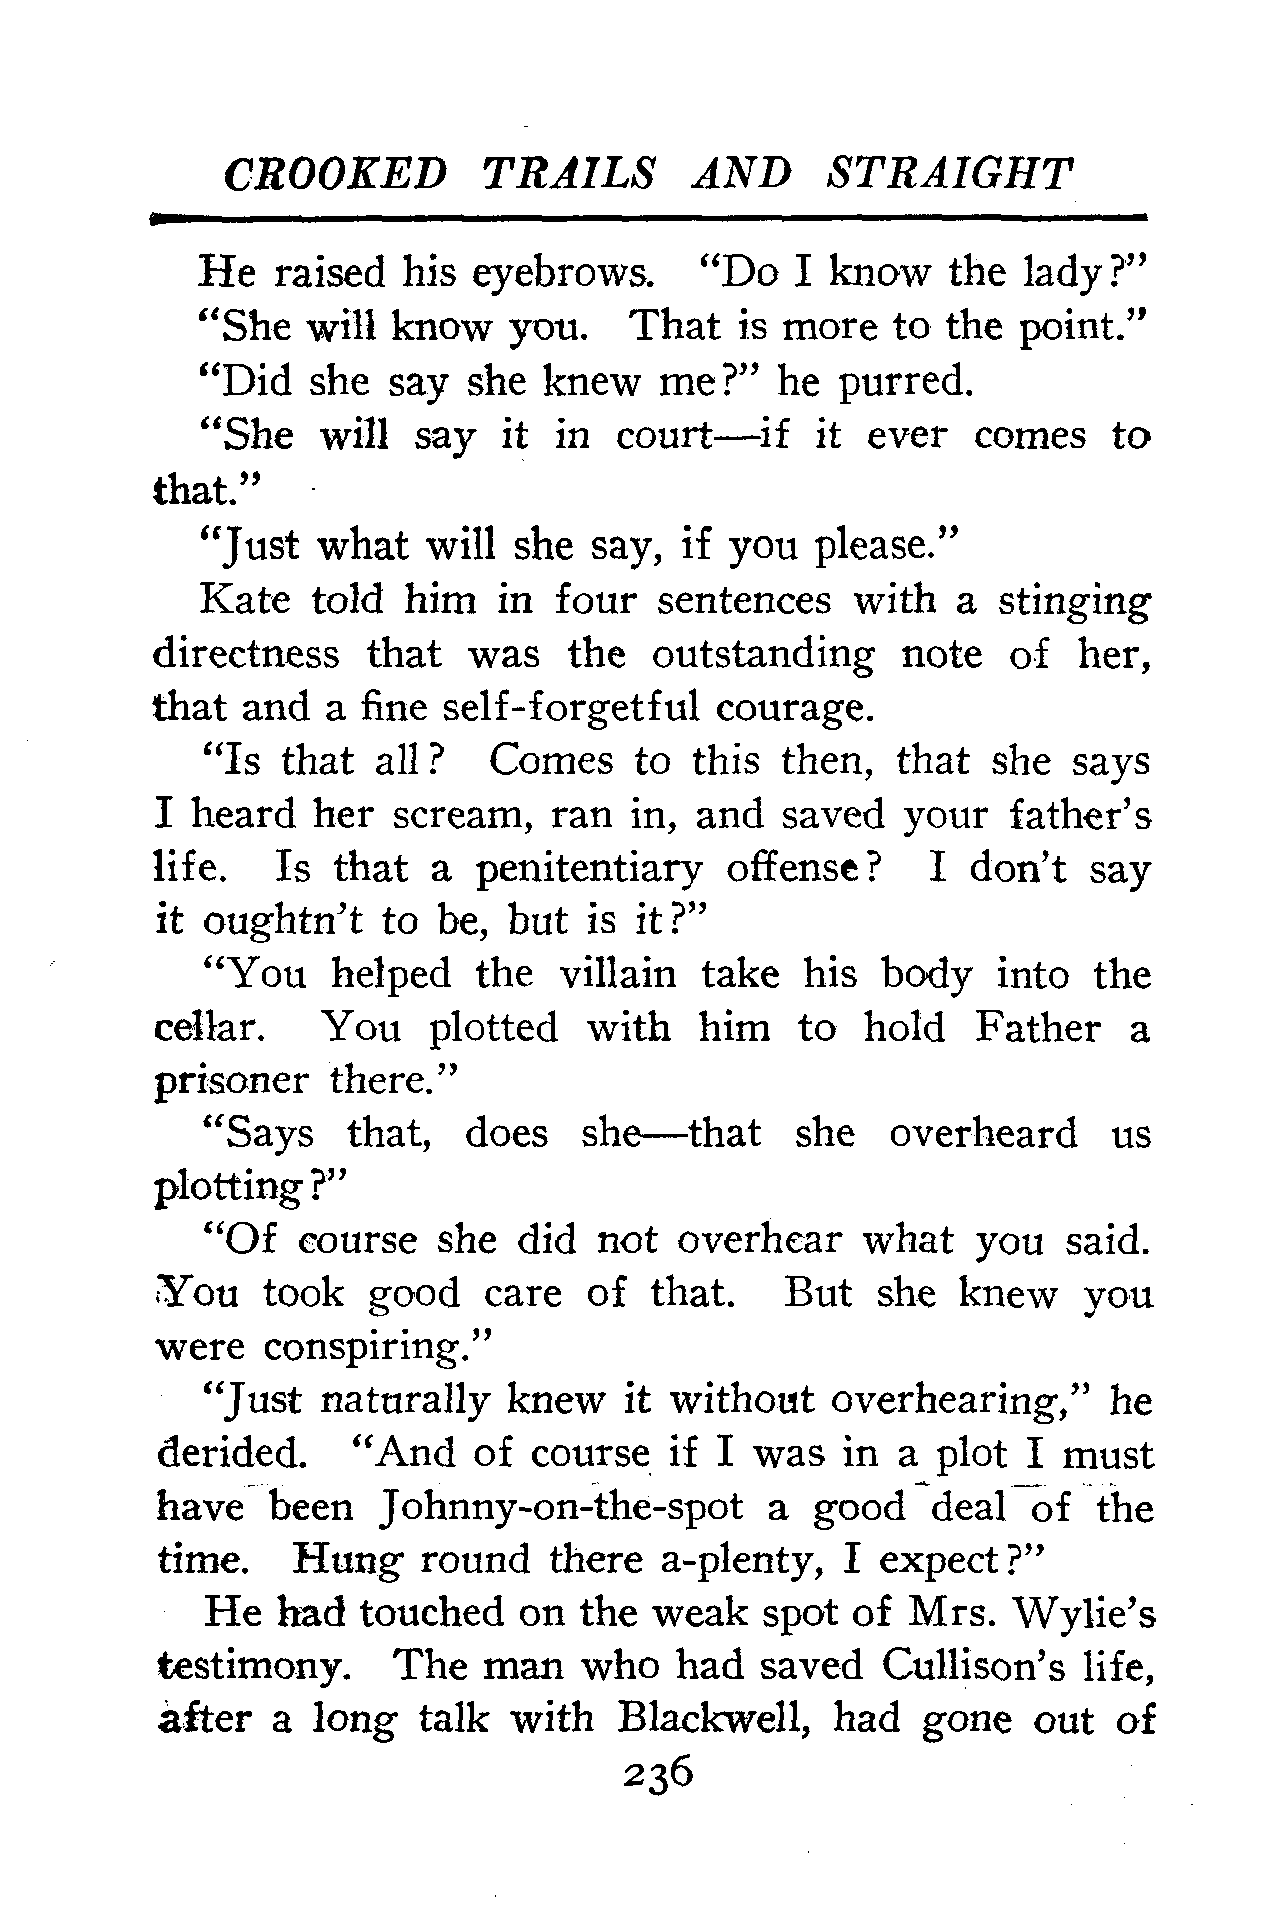 CROOKED TRAILS AND STRAIGHT
He raised his eyebrows. “Do I know the lady?”
“She will know you. That is more to the point.”
“Did she say she knew me?” he purred.
“She will say it in court—if it ever comes to
that.”
“Just what will she say, if you please.”
Kate told him in four sentences with a stinging
directness that was the outstanding note of her,
that and a fine self-forgetful courage.
“Is that all? Comes to this then, that she says
I heard her scream, ran in, and saved your father’s
life. Is that a penitentiary offense? I don’t say
it oughtn’t to be, but is it?”
“You helped the villain take his body into the
cellar. You plotted with him to hold Father a
prisoner there.”
“Says that, does she—that she overheard us
plotting?”
“Of course she did not overhear what you said.
You took good care of that. But she knew you
were conspiring.”
“Just naturally knew it without overhearing,” he
derided. “And of course if I was in a plot I must
have been Johnny-on-the-spot a good deal of the
time. Hung round there a-plenty, I expect?”
He had touched on the weak spot of Mrs. Wylie’s
testimony. The man who had saved Cullison’s life,
after a long talk with Blackwell, had gone out of
236